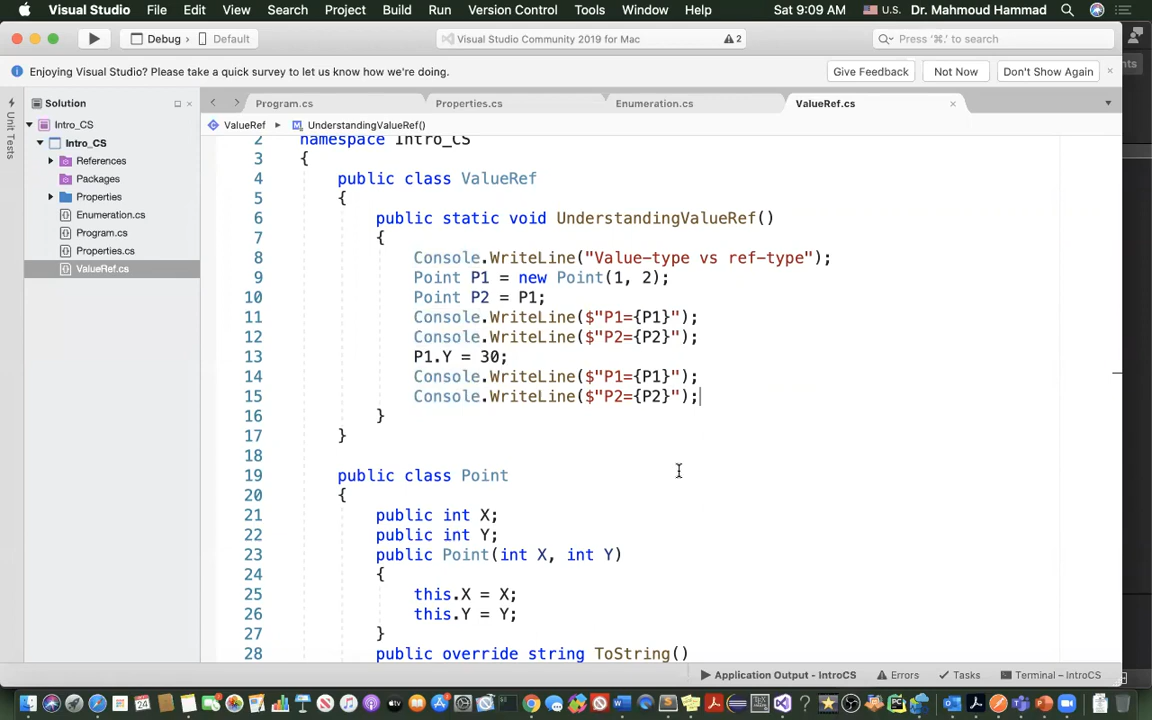 Visual Studio File Edit View Search Project Build Run Version Control Tools Window Help Sat 9:09 AM U.S. Dr. Mahmoud Hammad
Debug › Default
Visual Studio Community 2019 for Mac
2
Press '⌘.' to search
Enjoying Visual Studio? Please take a quick survey to let us know how we're doing.
Give Feedback
Not Now
Don't Show Again
Unit Tests
Solution
Intro_CS
Intro_CS
References
Packages
Properties
Enumeration.cs
Program.cs
Properties.cs
ValueRef.cs
Program.cs Properties.cs Enumeration.cs ValueRef.cs
ValueRef UnderstandingValueRef()
2 namespace Intro_CS
3 {
4 public class ValueRef
5 {
6 public static void UnderstandingValueRef()
7 {
8 Console.WriteLine("Value-type vs ref-type");
9 Point P1 = new Point(1, 2);
10 Point P2 = P1;
11 Console.WriteLine($"P1={P1}");
12 Console.WriteLine($"P2={P2}");
13 P1.Y = 30;
14 Console.WriteLine($"P1={P1}");
15 Console.WriteLine($"P2={P2}");
16 }
17 }
18
19 public class Point
20 {
21 public int X;
22 public int Y;
23 public Point(int X, int Y)
24 {
25 this.X = X;
26 this.Y = Y;
27 }
28 public override string ToString()
Application Output – IntroCS Errors Tasks Terminal – IntroCS